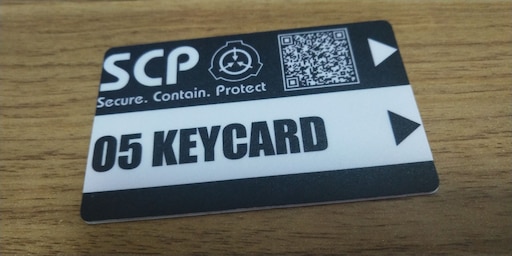 SCP
Secure. Contain. Protect
05 KEYCARD